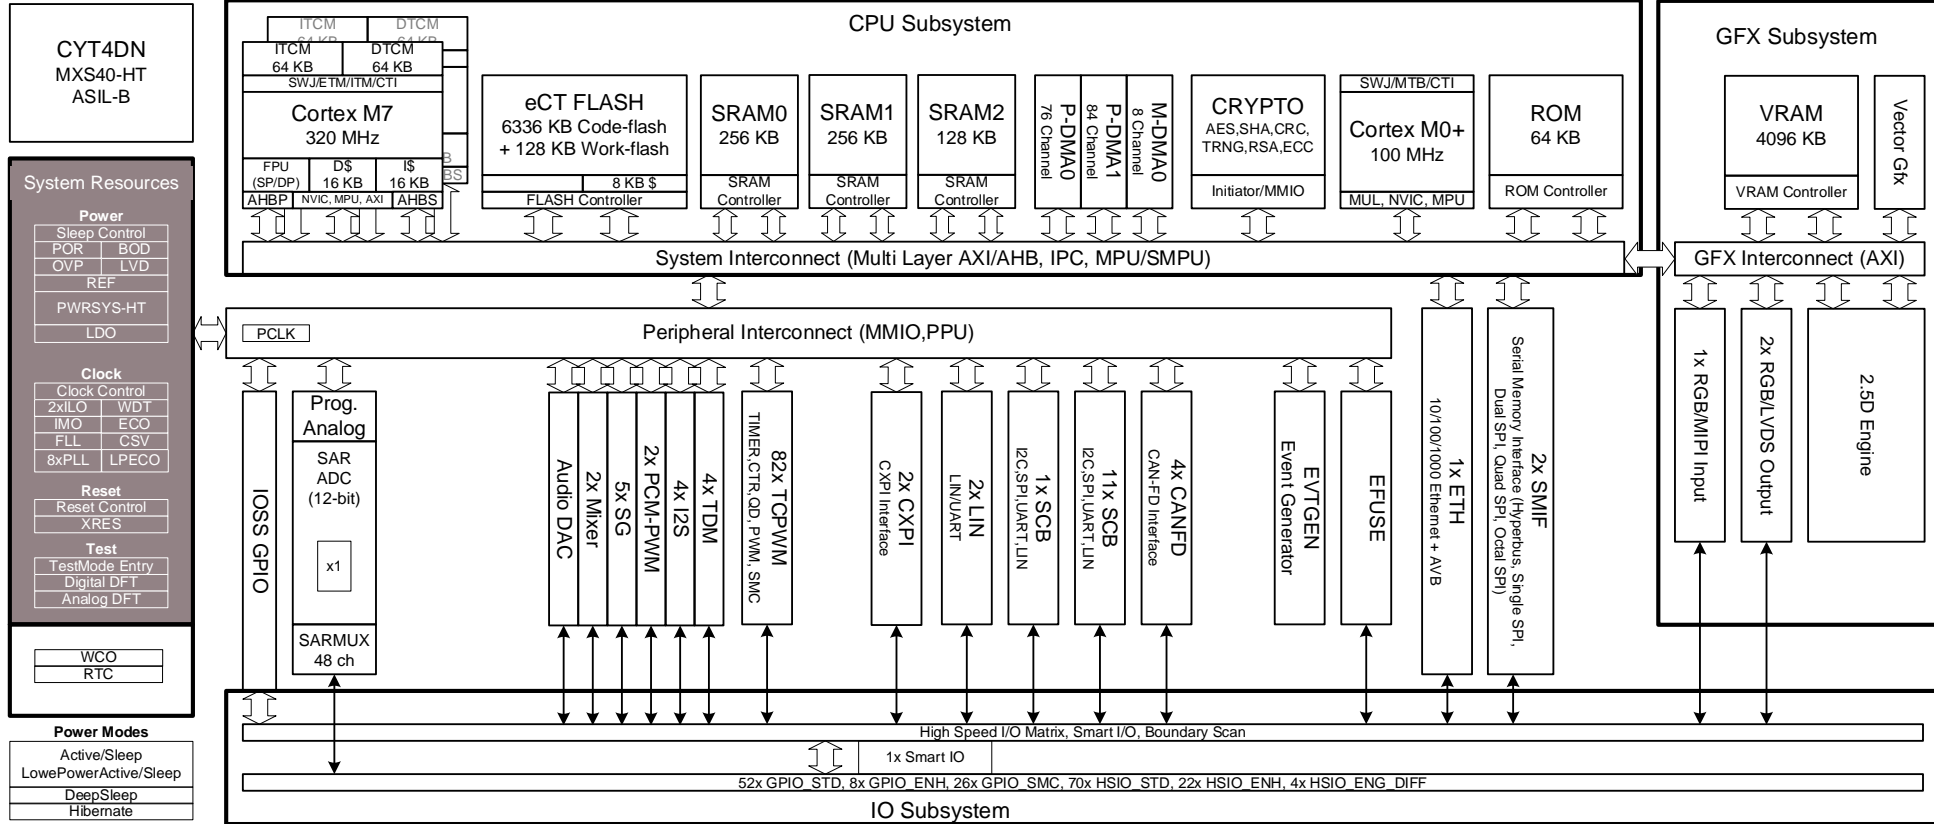 CYT4DN
MXS40-HT
ASIL-B
System Resources
Power
Sleep Control
POR BOD
OVP LVD
REF
PWRSYS-HT
LDO
Clock
Clock Control
2xILO WDT
IMO ECO
FLL CSV
8xPLL LPECO
Reset
Reset Control
XRES
Test
TestMode Entry
Digital DFT
Analog DFT
WCO
RTC
Power Modes
Active/Sleep
LowePowerActive/Sleep
DeepSleep
Hibernate
CPU Subsystem
ITCM
64 KB
DTCM
64 KB
ITCM
64 KB
DTCM
64 KB
SWJ/ETM/ITM/CTI
Cortex M7
320 MHz
FPU
(SP/DP)
D$
16 KB
I$
16 KB
B
BS
AHBP
NVIC, MPU, AXI
AHBS
eCT FLASH
6336 KB Code-flash
+ 128 KB Work-flash
8 KB $
FLASH Controller
SRAM0
256 KB
SRAM
Controller
SRAM1
256 KB
SRAM
Controller
SRAM2
128 KB
SRAM
Controller
P-DMA0
76 Channel
P-DMA1
84 Channel
M-DMA0
8 Channel
CRYPTO
AES,SHA,CRC,
TRNG,RSA,ECC
Initiator/MMIO
SWJ/MTB/CTI
Cortex M0+
100 MHz
MUL, NVIC, MPU
ROM
64 KB
ROM Controller
System Interconnect (Multi Layer AXI/AHB, IPC, MPU/SMPU)
GFX Subsystem
VRAM
4096 KB
VRAM Controller
Vector Gfx
GFX Interconnect (AXI)
1x RGB/MIPI Input
2x RGB/LVDS Output
2.5D Engine
PCLK
Peripheral Interconnect (MMIO,PPU)
IOSS GPIO
Prog.
Analog
SAR
ADC
(12-bit)
x1
SARMUX
48 ch
Audio DAC
2x Mixer
5x SG
2x PCM-PWM
4x I2S
4x TDM
82x TCPWM
TIMER,CTR,QD, PWM, SMC
2x CXPI
CXPI Interface
2x LIN
LIN/UART
1x SCB
I2C,SPI,UART,LIN
11x SCB
I2C,SPI,UART,LIN
4x CANFD
CAN-FD Interface
EVTGEN
Event Generator
EFUSE
1x ETH
10/100/1000 Ethernet + AVB
2x SMIF
Serial Memory Interface (Hyperbus, Single SPI,
Dual SPI, Quad SPI, Octal SPI)
High Speed I/O Matrix, Smart I/O, Boundary Scan
1x Smart IO
52x GPIO_STD, 8x GPIO_ENH, 26x GPIO_SMC, 70x HSIO_STD, 22x HSIO_ENH, 4x HSIO_ENG_DIFF
IO Subsystem